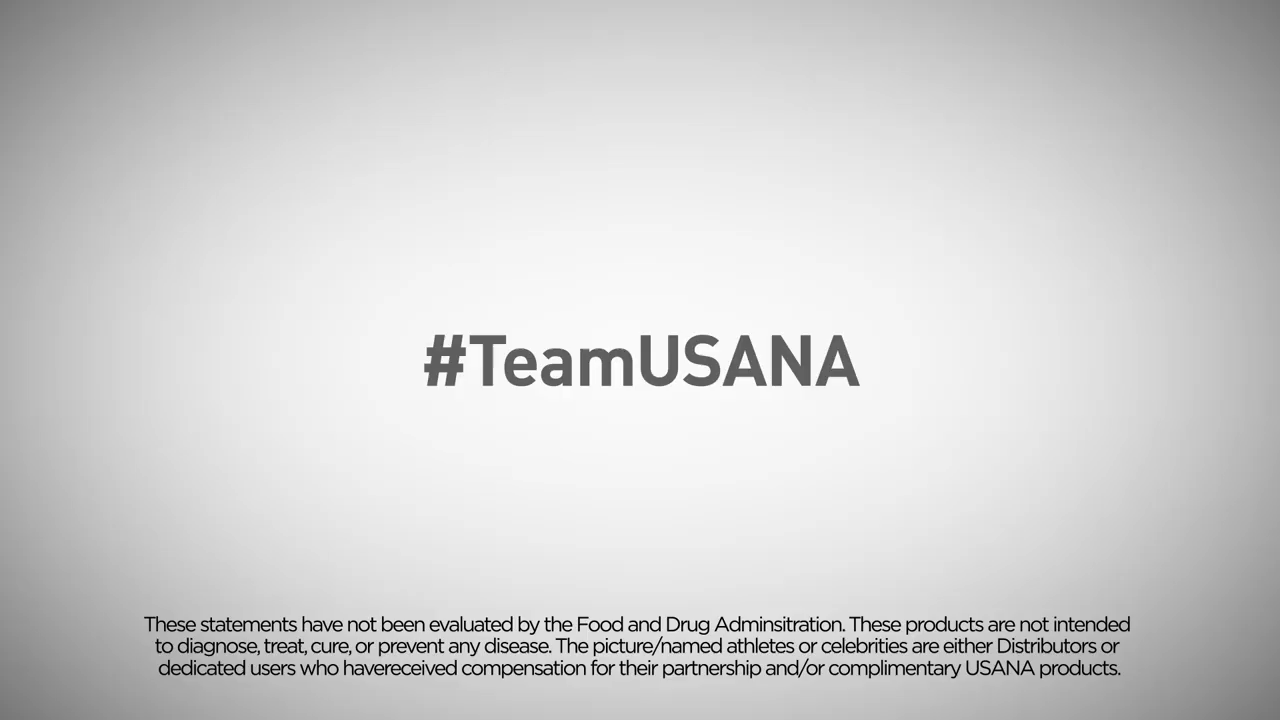 #TeamUSANA
These statements have not been evaluated by the Food and Drug Adminsitration. These products are not intended
to diagnose, treat, cure, or prevent any disease. The picture/named athletes or celebrities are either Distributors or
dedicated users who havereceived compensation for their partnership and/or complimentary USANA products.